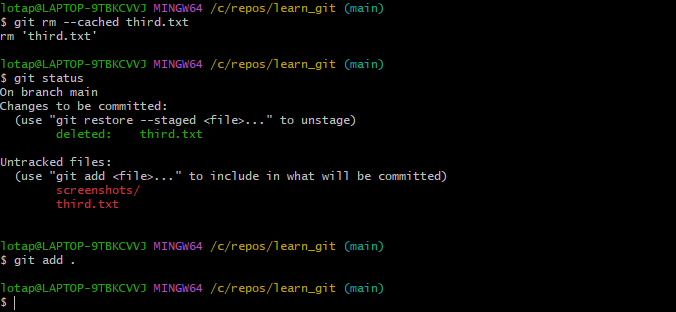 lotap@LAPTOP-9TBKCVVJ MINGW64 /c/repos/learn_git (main)
$ git rm --cached third.txt
rm 'third.txt'
lotap@LAPTOP-9TBKCVVJ MINGW64 /c/repos/learn_git (main)
$ git status
On branch main
Changes to be committed:
  (use "git restore --staged <file>..." to unstage)
        deleted:    third.txt
Untracked files:
  (use "git add <file>..." to include in what will be committed)
        screenshots/
        third.txt
lotap@LAPTOP-9TBKCVVJ MINGW64 /c/repos/learn_git (main)
$ git add .
lotap@LAPTOP-9TBKCVVJ MINGW64 /c/repos/learn_git (main)
$